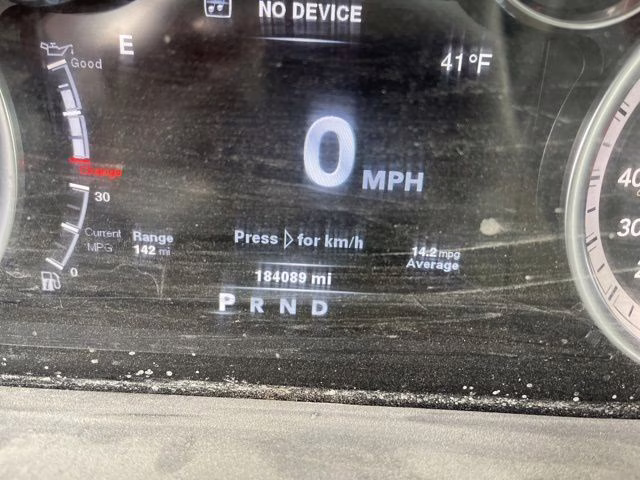 NO DEVICE
E
41°F
Good
0 MPH
Change
30
Current
MPG
Range
142 mi
Press ▷ for km/h
14.2 mpg
Average
0
184089 mi
P R N D
40
30